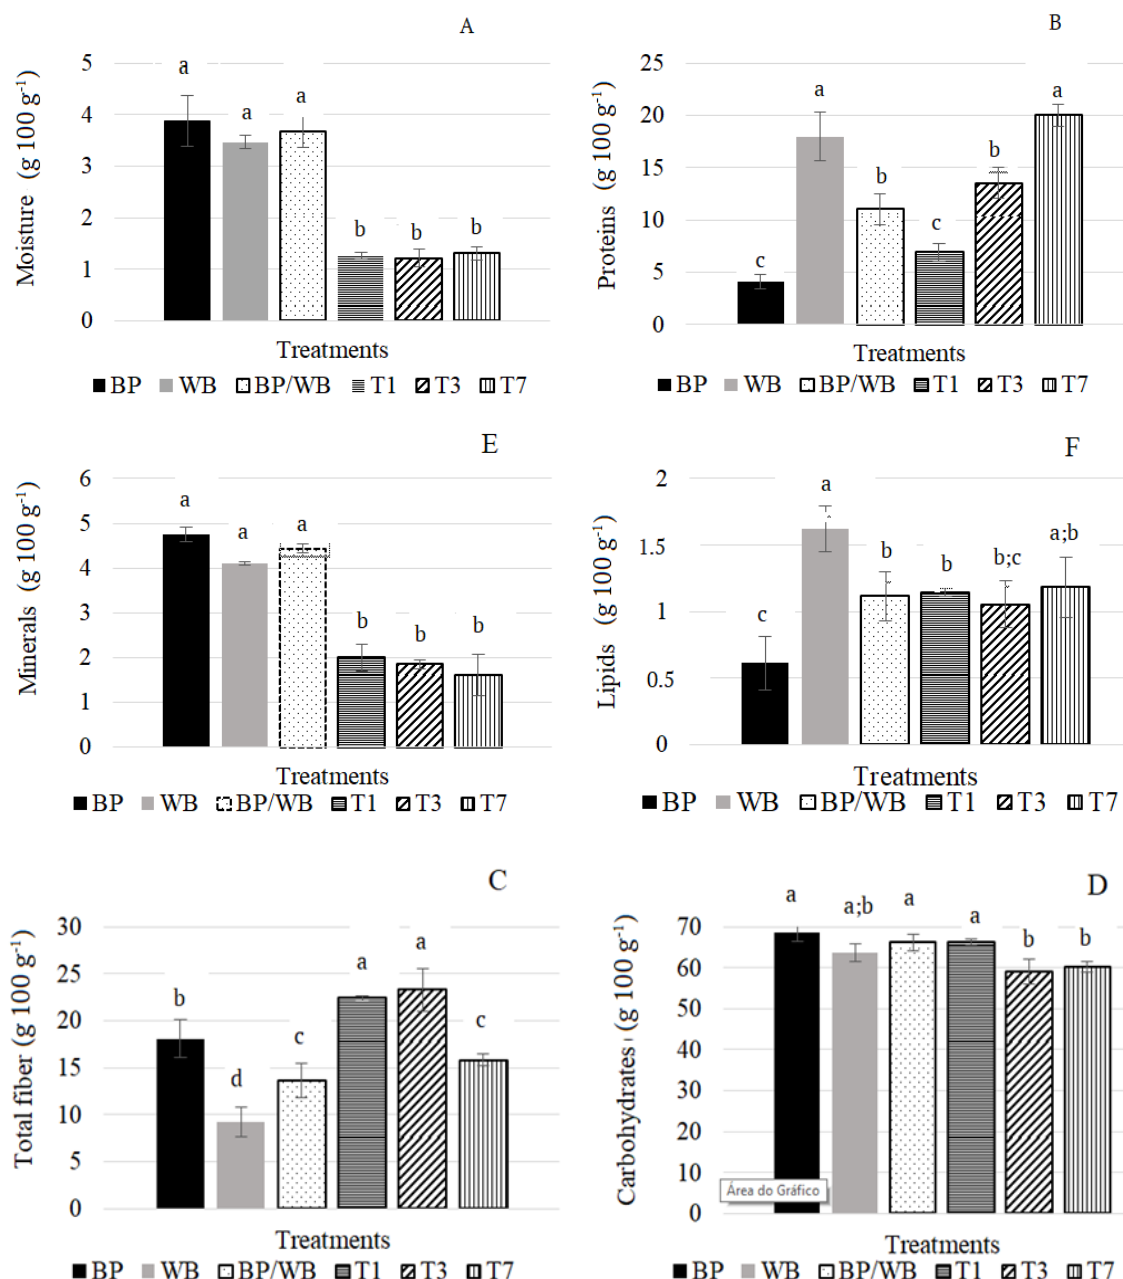 A
Moisture (g 100 g⁻¹)
5
4
3
2
1
0
a
a
a
b
b
b
Treatments
BP WB BP/WB T1 T3 T7
B
Proteins (g 100 g⁻¹)
25
20
15
10
5
0
c
a
b
c
b
a
Treatments
BP WB BP/WB T1 T3 T7
E
Minerals (g 100 g⁻¹)
6
5
4
3
2
1
0
a
a
a
b
b
b
Treatments
BP WB BP/WB T1 T3 T7
F
Lipids (g 100 g⁻¹)
2
1.5
1
0.5
0
c
a
b
b
b;c
a;b
Treatments
BP WB BP/WB T1 T3 T7
C
Total fiber (g 100 g⁻¹)
30
25
20
15
10
5
0
b
d
c
a
a
c
Treatments
BP WB BP/WB T1 T3 T7
D
Carbohydrates (g 100 g⁻¹)
70
60
50
40
30
20
10
0
a
a;b
a
a
b
b
Área do Gráfico
Treatments
BP WB BP/WB T1 T3 T7